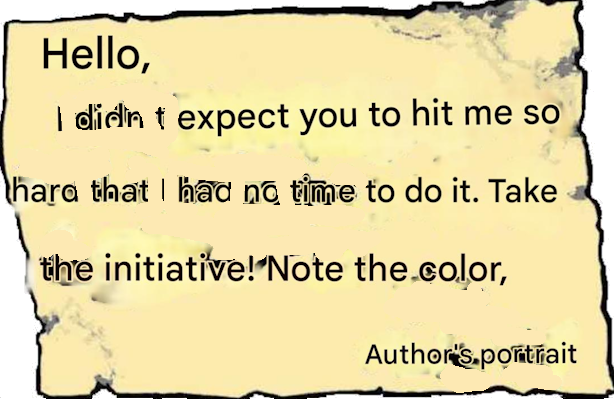 Hello,
I didn t expect you to hit me so
hard that I had no time to do it. Take
the initiative! Note the color,
Author's portrait